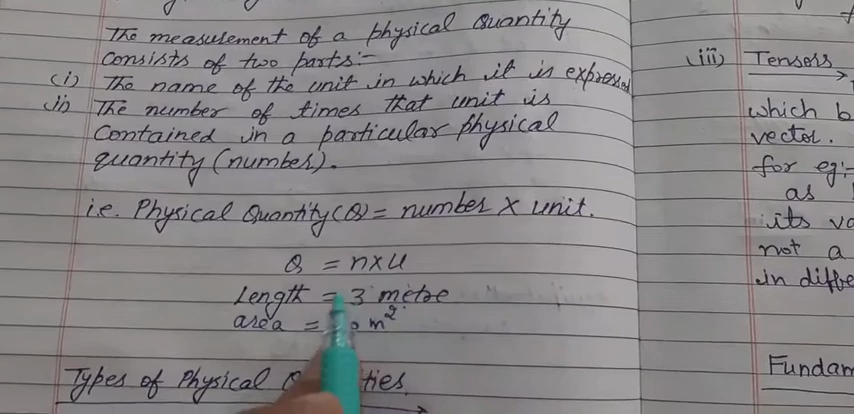 The measurement of a physical Quantity
consists of two parts:-
(i) The name of the unit in which it is expressed
ii) The number of times that unit is
contained in a particular physical
quantity (number).
i.e. Physical Quantity (Q) = number × unit.
Q = n×u
Length = 3 metre
area = m²
Types of Physical
(iii) Tensors
which b
vector.
for eg:-
as
its va
not a
in diffe
Fundam